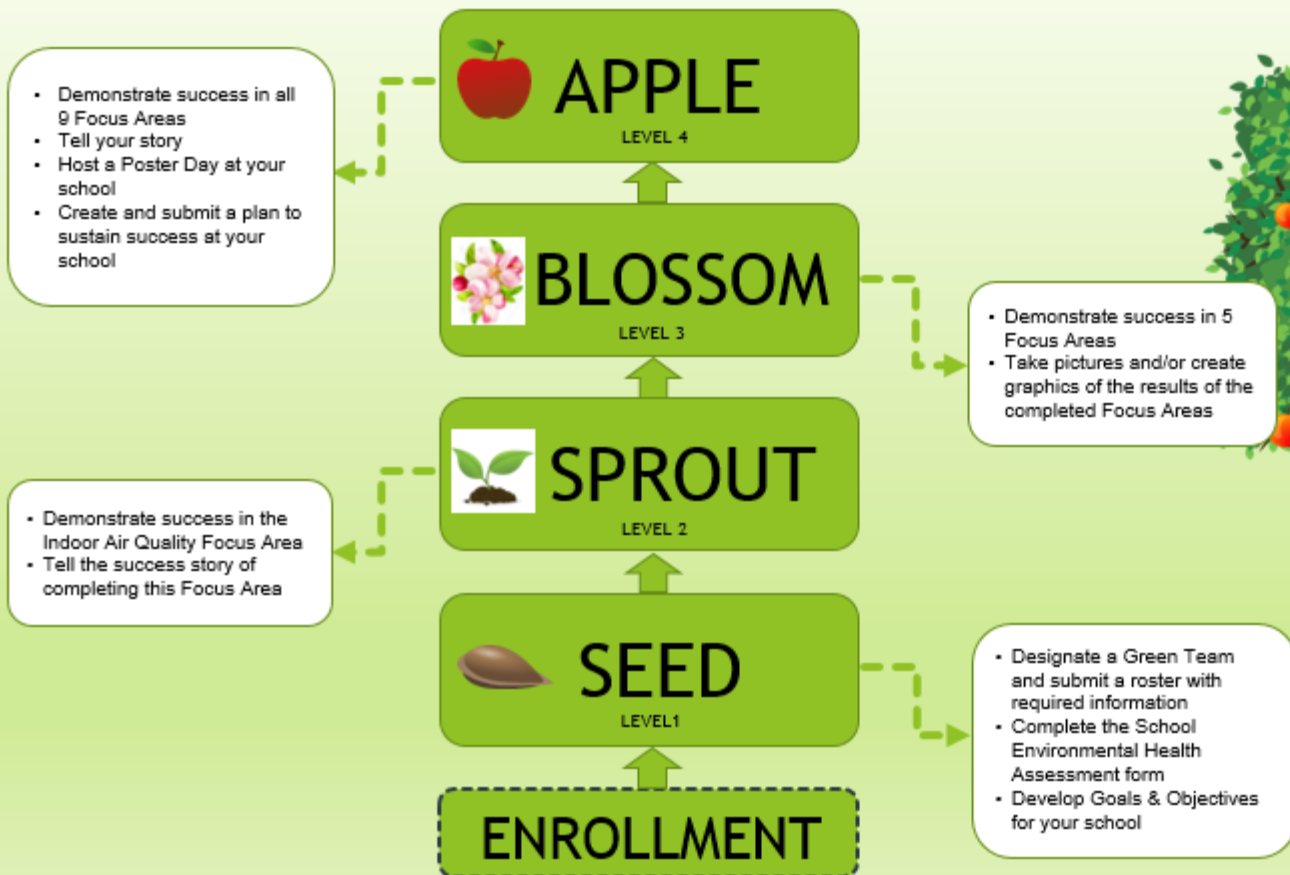 APPLE
LEVEL 4
• Demonstrate success in all
9 Focus Areas
• Tell your story
• Host a Poster Day at your
school
• Create and submit a plan to
sustain success at your
school
BLOSSOM
LEVEL 3
• Demonstrate success in 5
Focus Areas
• Take pictures and/or create
graphics of the results of the
completed Focus Areas
SPROUT
LEVEL 2
• Demonstrate success in the
Indoor Air Quality Focus Area
• Tell the success story of
completing this Focus Area
SEED
LEVEL1
• Designate a Green Team
and submit a roster with
required information
• Complete the School
Environmental Health
Assessment form
• Develop Goals & Objectives
for your school
ENROLLMENT